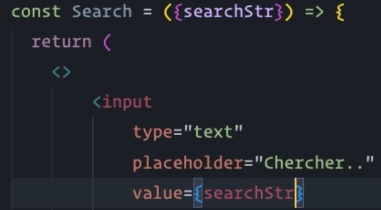 const Search = ({searchStr}) => {
return (
<>
<input
type="text"
placeholder="Chercher.."
value={searchStr}